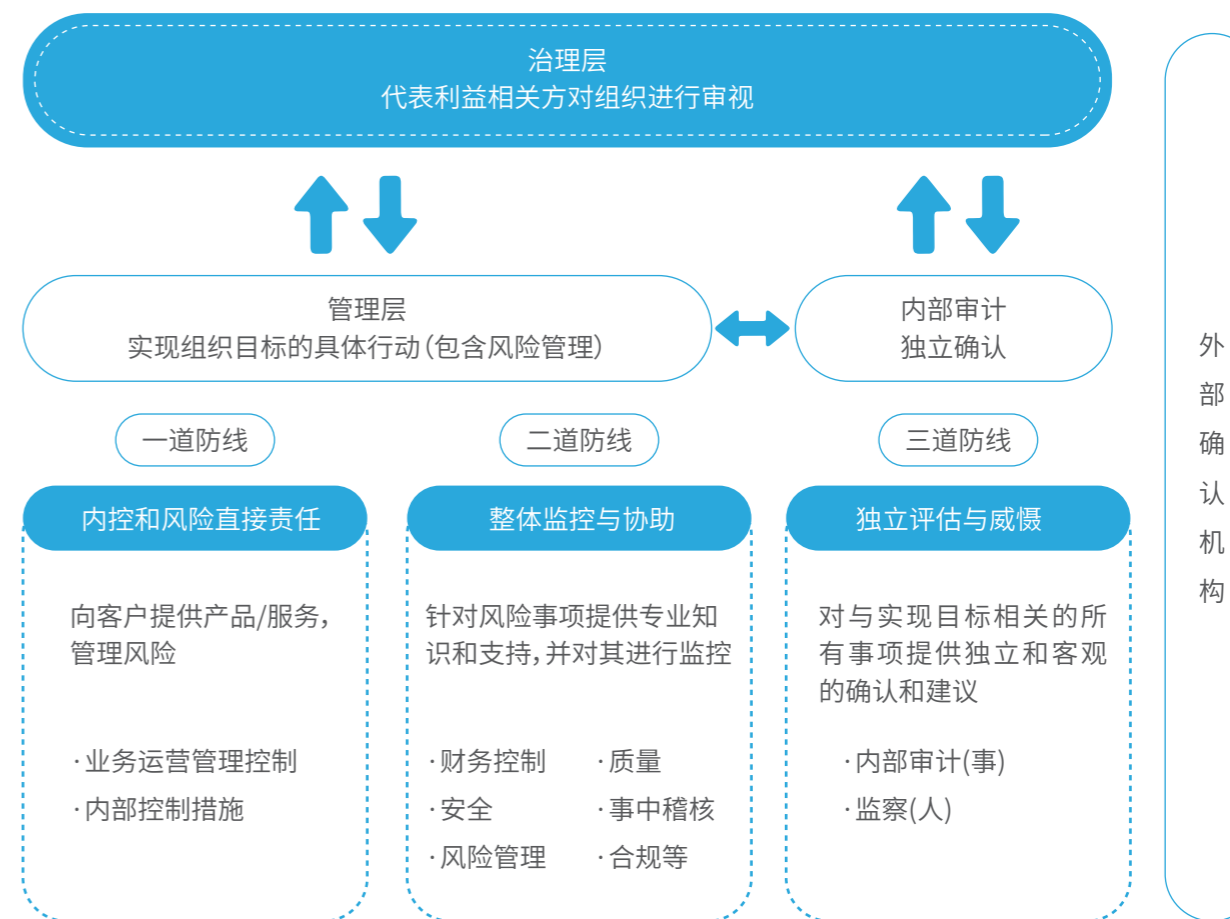 治理层
代表利益相关方对组织进行审视
管理层
实现组织目标的具体行动(包含风险管理)
内部审计
独立确认
一道防线
二道防线
三道防线
内控和风险直接责任
向客户提供产品/服务,
管理风险
·业务运营管理控制
·内部控制措施
整体监控与协助
针对风险事项提供专业知
识和支持,并对其进行监控
·财务控制
·质量
·安全
·事中稽核
·风险管理
·合规等
独立评估与威慑
对与实现目标相关的所
有事项提供独立和客观
的确认和建议
·内部审计(事)
·监察(人)
外
部
确
认
机
构